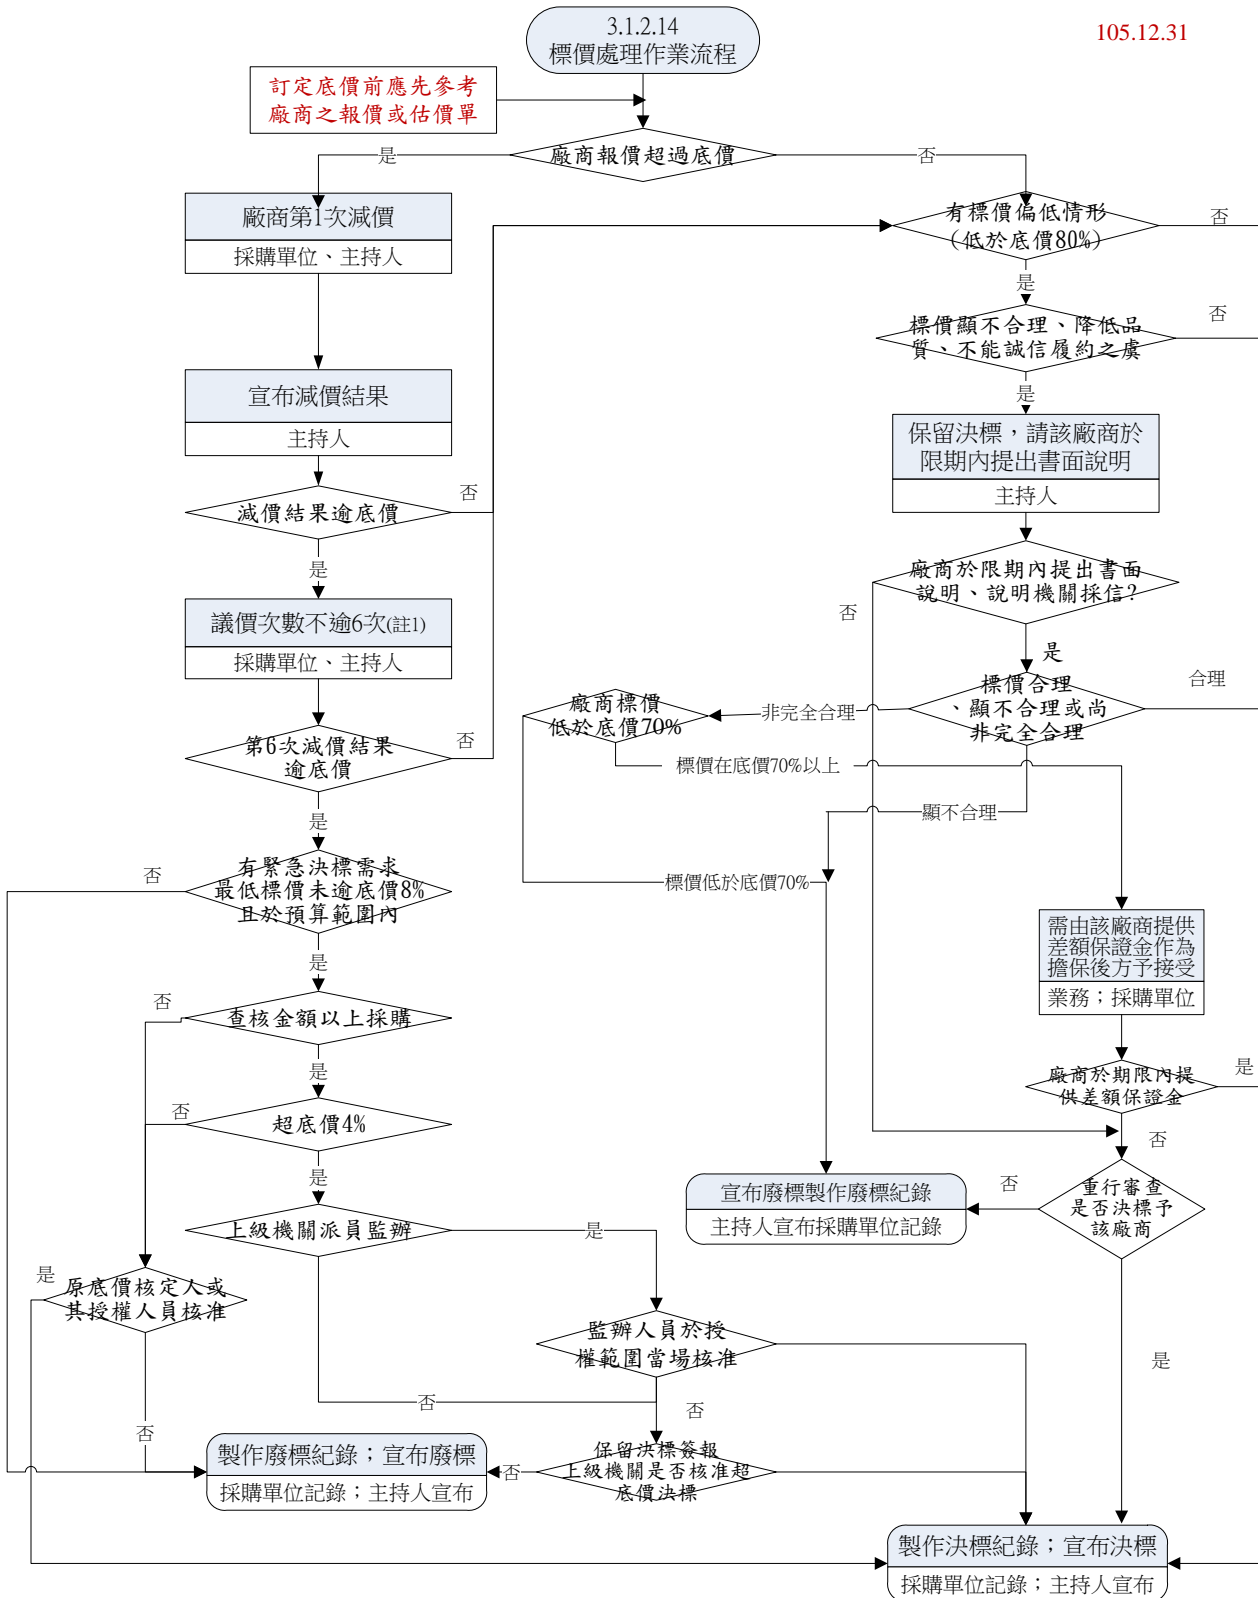 3.1.2.14
標價處理作業流程
105.12.31
訂定底價前應先參考
廠商之報價或估價單
廠商報價超過底價
是
否
廠商第1次減價
採購單位、主持人
有標價偏低情形
(低於底價80%)
否
是
標價顯不合理、降低品
質、不能誠信履約之虞
否
是
宣布減價結果
主持人
保留決標，請該廠商於
限期內提出書面說明
主持人
減價結果逾底價
否
是
廠商於限期內提出書面
說明、說明機關採信?
否
是
議價次數不逾6次(註1)
採購單位、主持人
標價合理
、顯不合理或尚
非完全合理
合理
非完全合理
廠商標價
低於底價70%
標價在底價70%以上
顯不合理
標價低於底價70%
第6次減價結果
逾底價
否
是
有緊急決標需求
最低標價未逾底價8%
且於預算範圍內
否
是
需由該廠商提供
差額保證金作為
擔保後方予接受
業務；採購單位
查核金額以上採購
否
是
廠商於期限內提
供差額保證金
是
否
超底價4%
否
是
重行審查
是否決標予
該廠商
否
是
宣布廢標製作廢標紀錄
主持人宣布採購單位記錄
上級機關派員監辦
是
否
原底價核定人或
其授權人員核准
是
否
監辦人員於授
權範圍當場核准
否
保留決標簽報
上級機關是否核准超
底價決標
否
製作廢標紀錄；宣布廢標
採購單位記錄；主持人宣布
製作決標紀錄；宣布決標
採購單位記錄；主持人宣布